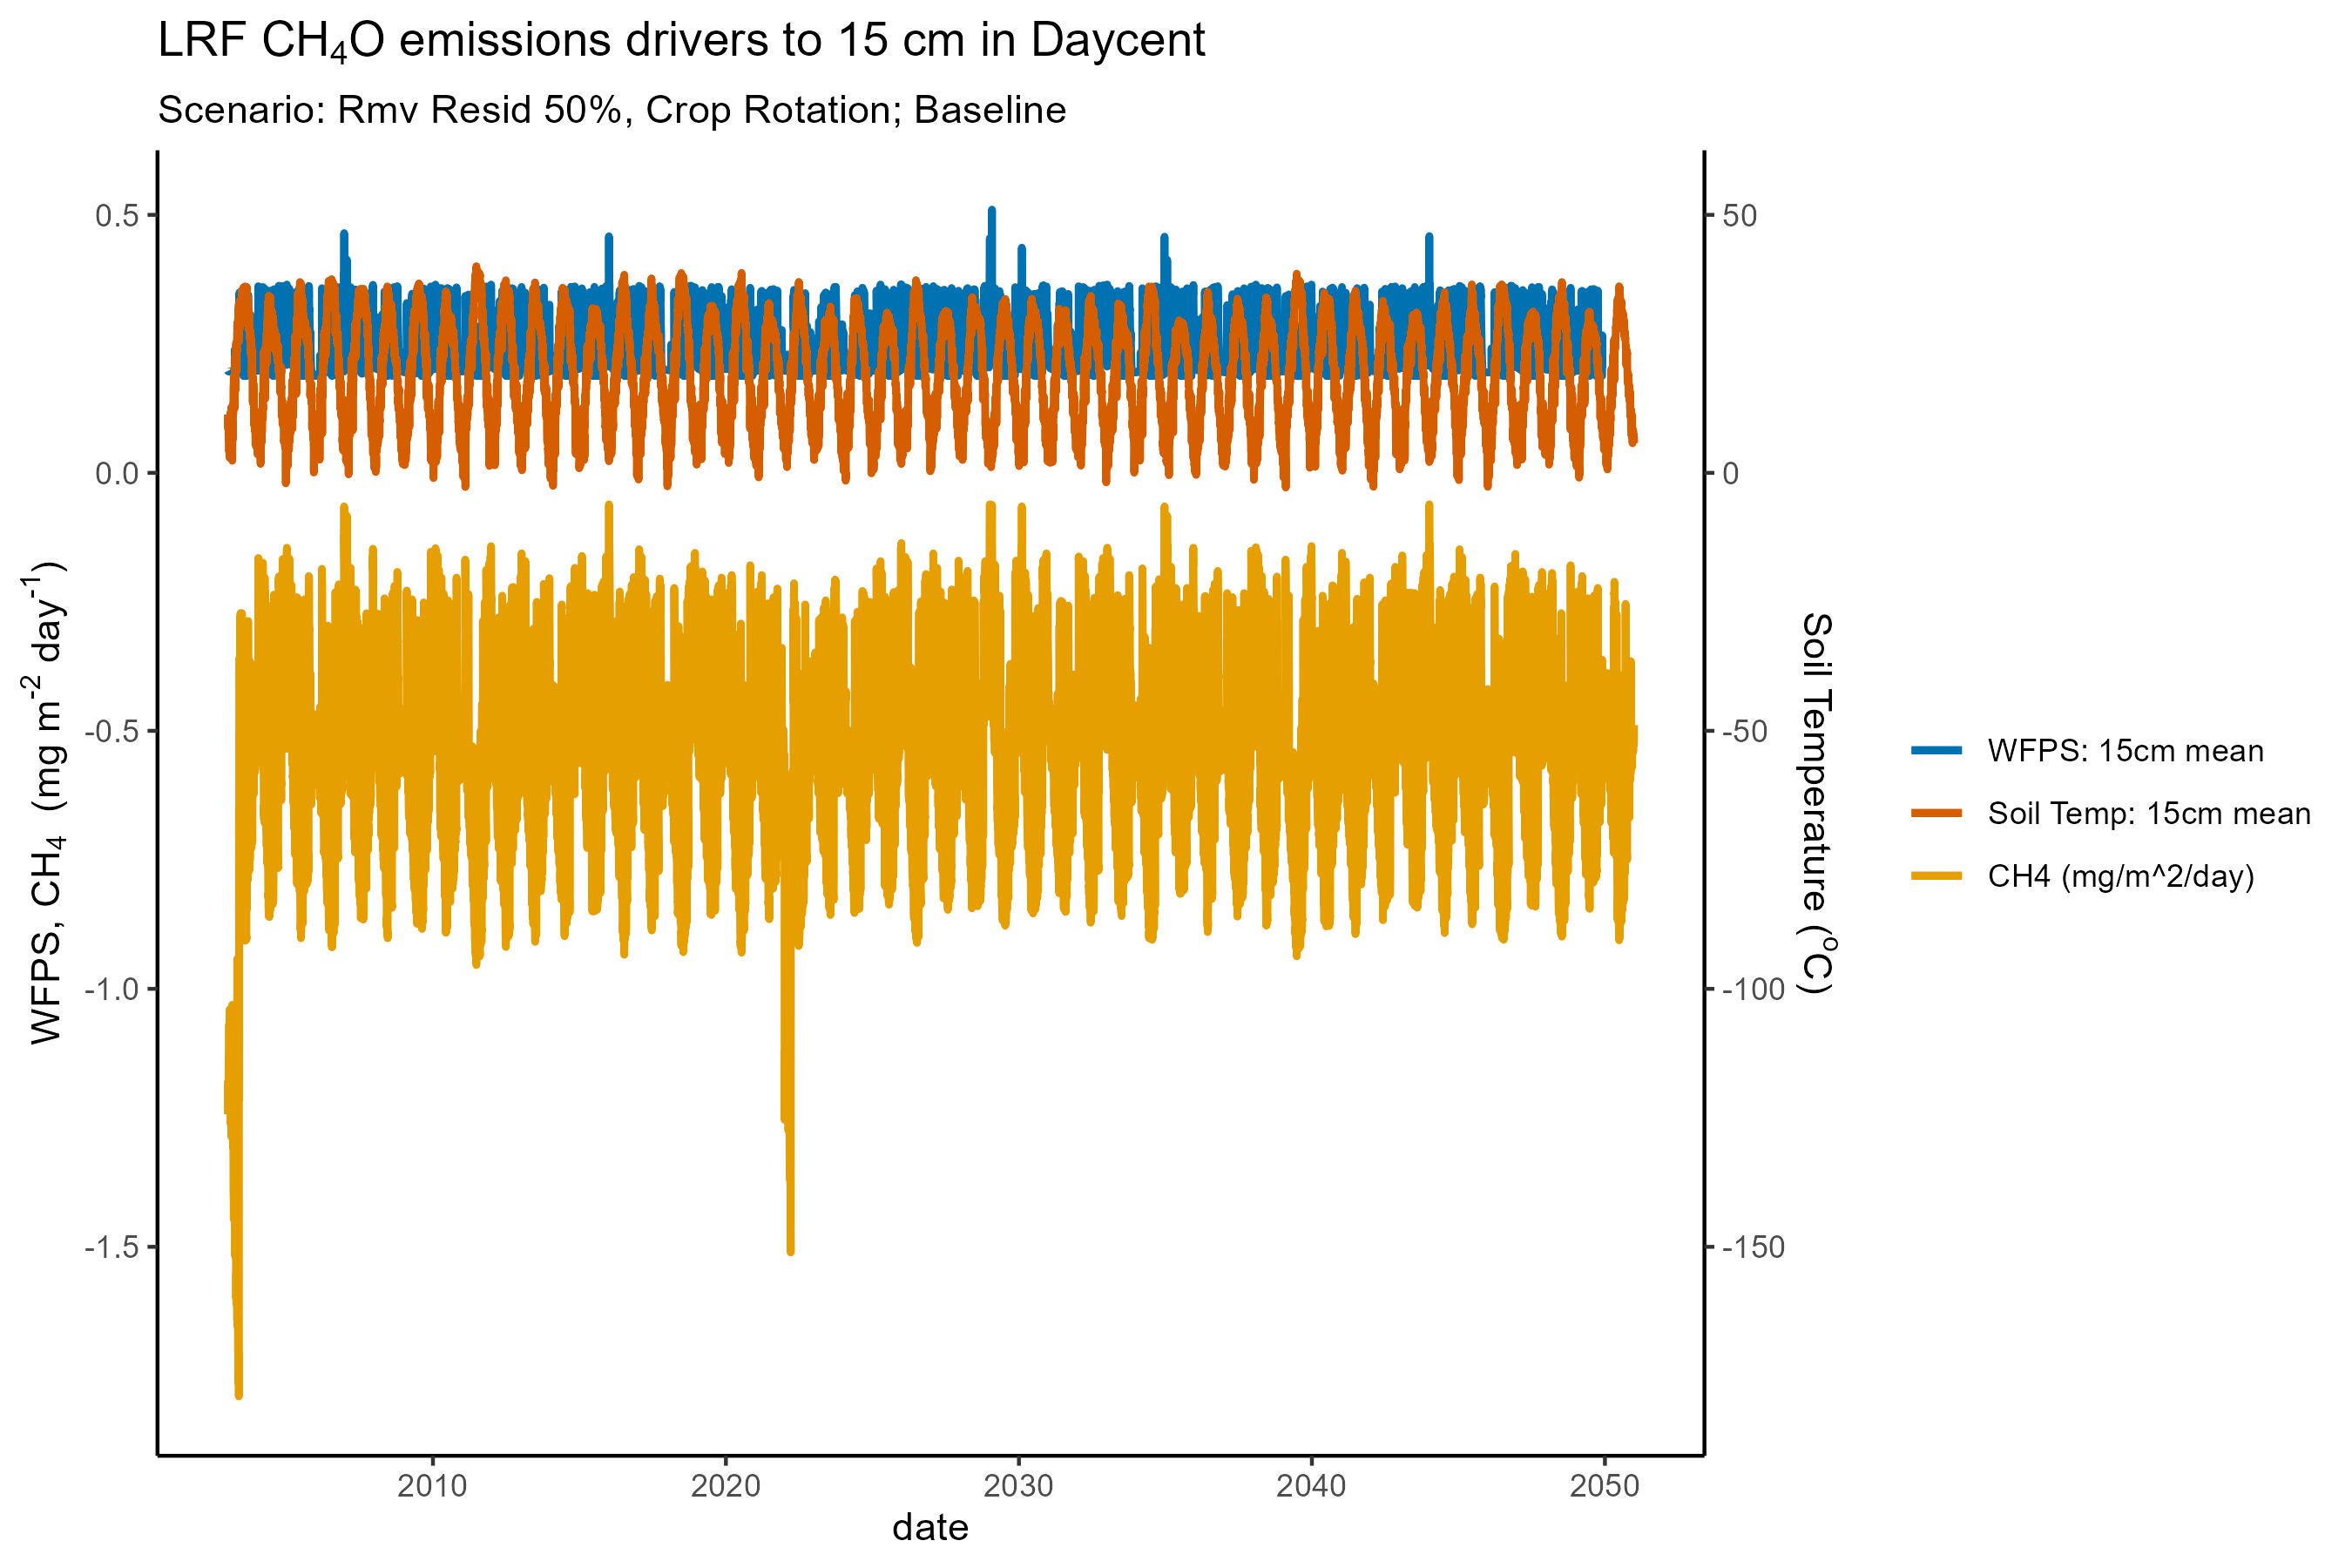 LRF CH₄O emissions drivers to 15 cm in Daycent
Scenario: Rmv Resid 50%, Crop Rotation; Baseline
WFPS, CH₄ (mg m⁻² day⁻¹)
0.5
0.0
-0.5
-1.0
-1.5
50
0
-50
-100
-150
Soil Temperature (ºC)
2010
2020
2030
2040
2050
date
WFPS: 15cm mean
Soil Temp: 15cm mean
CH4 (mg/m^2/day)